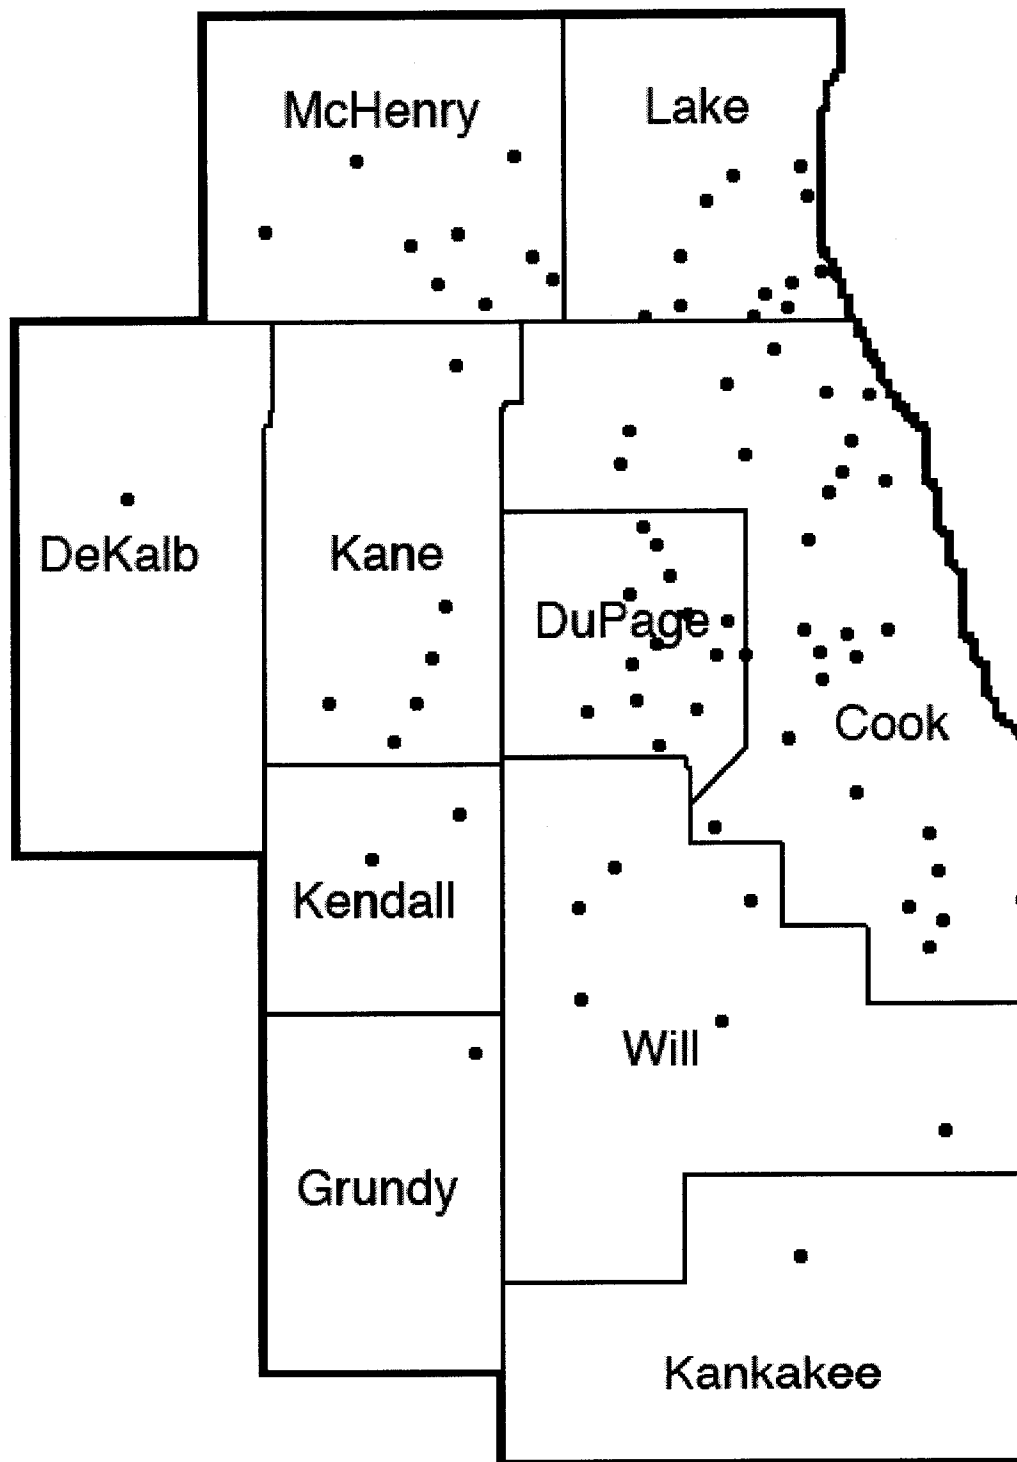 McHenry
Lake
DeKalb
Kane
DuPage
Cook
Kendall
Will
Grundy
Kankakee